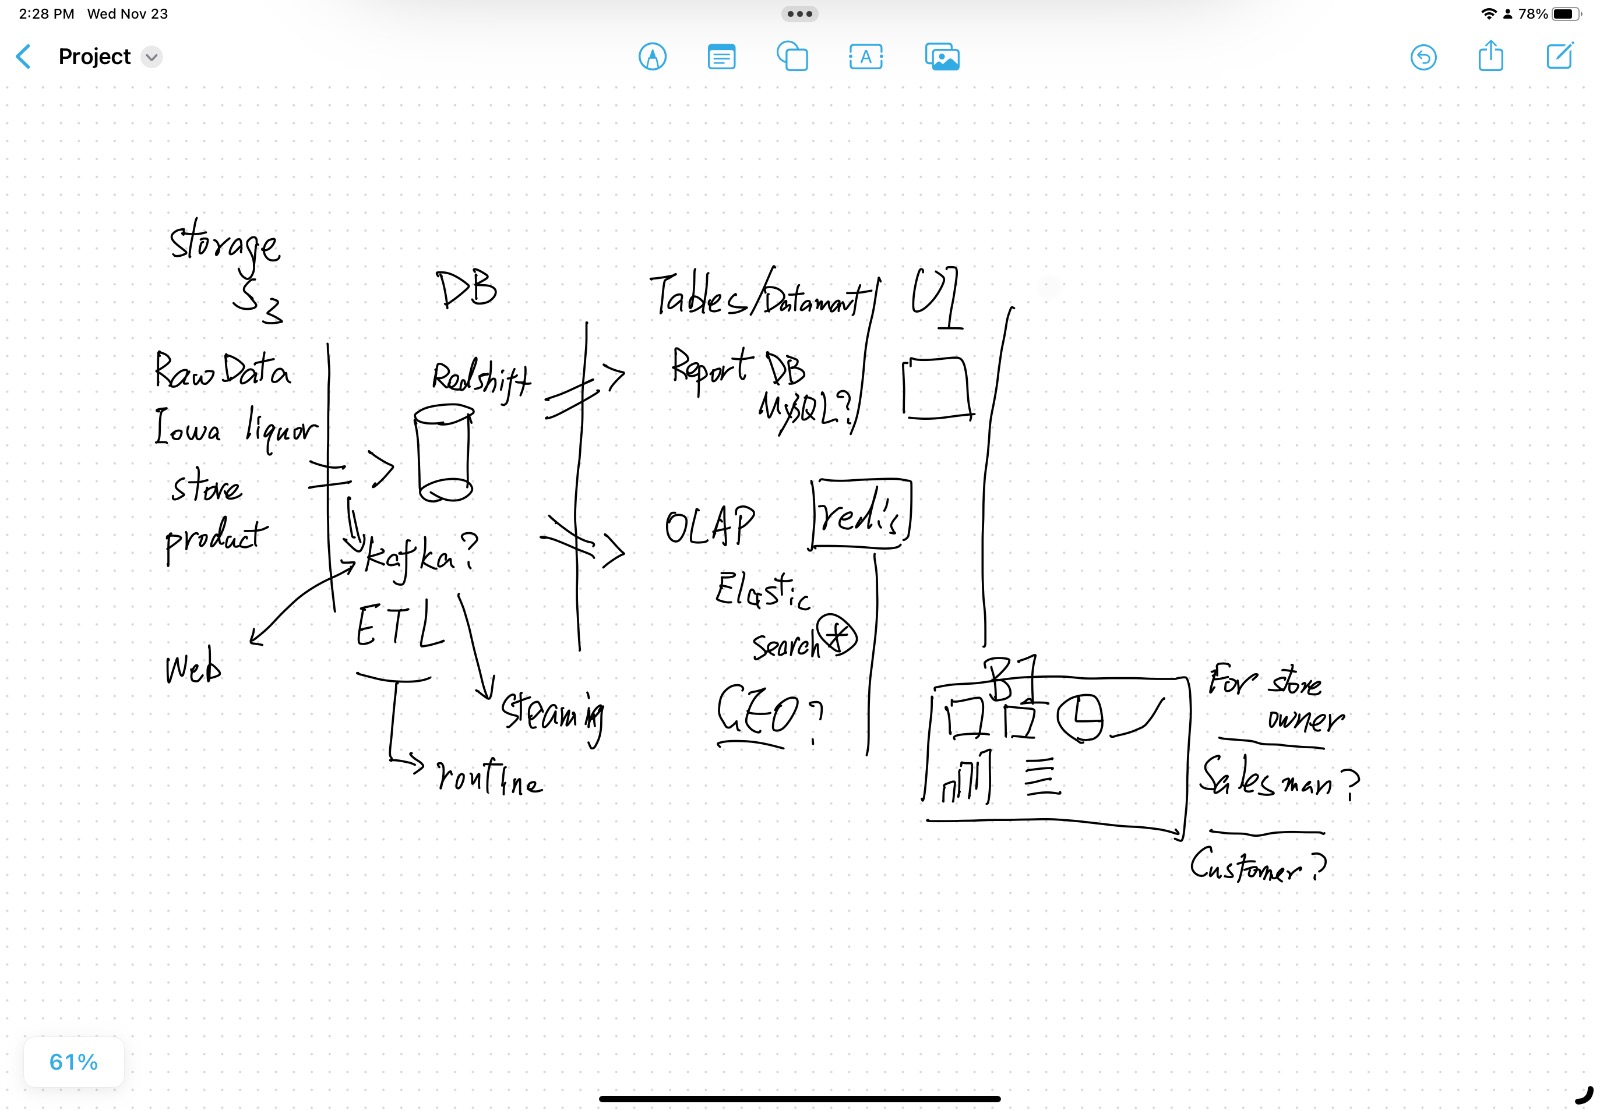 2:28 PM Wed Nov 23
78%
Project
A
Storage
S3
DB
Tables/Datamart
UI
Raw Data
Redshift
Report DB
MySQL?
Iowa liquor
store
product
Kafka?
OLAP
redis
Elastic
search *
ETL
Web
Steaming
GEO?
routine
BI
For store
owner
Salesman?
Customer?
61%